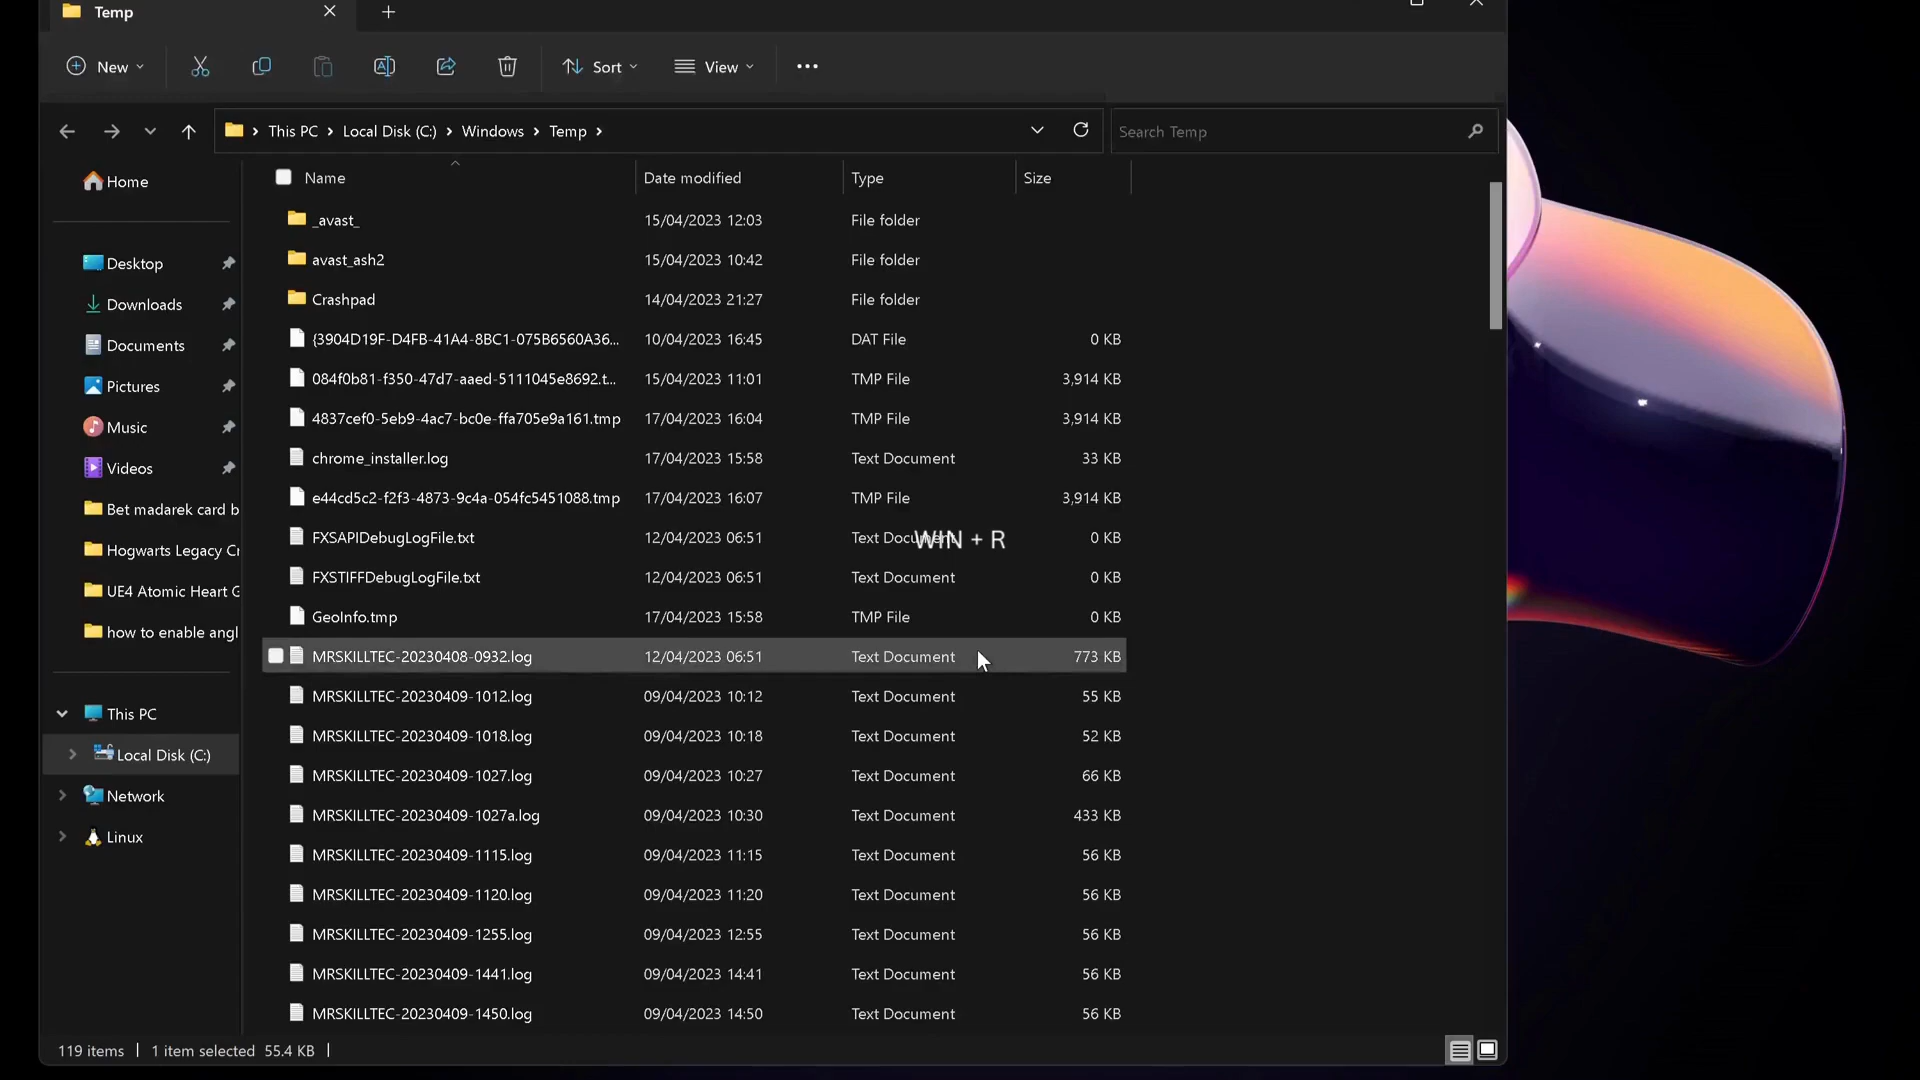 Temp
New
Sort
View
This PC > Local Disk (C:) > Windows > Temp >
Search Temp
Home
Desktop
Downloads
Documents
Pictures
Music
Videos
Bet madarek card b
Hogwarts Legacy Cr
UE4 Atomic Heart G
how to enable angl
This PC
Local Disk (C:)
Network
Linux
Name Date modified Type Size
_avast_ 15/04/2023 12:03 File folder
avast_ash2 15/04/2023 10:42 File folder
Crashpad 14/04/2023 21:27 File folder
{3904D19F-D4FB-41A4-8BC1-075B6560A36... 10/04/2023 16:45 DAT File 0 KB
084f0b81-f350-47d7-aaed-5111045e8692.t... 15/04/2023 11:01 TMP File 3,914 KB
4837cef0-5eb9-4ac7-bc0e-ffa705e9a161.tmp 17/04/2023 16:04 TMP File 3,914 KB
chrome_installer.log 17/04/2023 15:58 Text Document 33 KB
e44cd5c2-f2f3-4873-9c4a-054fc5451088.tmp 17/04/2023 16:07 TMP File 3,914 KB
FXSAPIDebugLogFile.txt 12/04/2023 06:51 Text Document 0 KB
WIN + R
FXSTIFFDebugLogFile.txt 12/04/2023 06:51 Text Document 0 KB
GeoInfo.tmp 17/04/2023 15:58 TMP File 0 KB
MRSKILLTEC-20230408-0932.log 12/04/2023 06:51 Text Document 773 KB
MRSKILLTEC-20230409-1012.log 09/04/2023 10:12 Text Document 55 KB
MRSKILLTEC-20230409-1018.log 09/04/2023 10:18 Text Document 52 KB
MRSKILLTEC-20230409-1027.log 09/04/2023 10:27 Text Document 66 KB
MRSKILLTEC-20230409-1027a.log 09/04/2023 10:30 Text Document 433 KB
MRSKILLTEC-20230409-1115.log 09/04/2023 11:15 Text Document 56 KB
MRSKILLTEC-20230409-1120.log 09/04/2023 11:20 Text Document 56 KB
MRSKILLTEC-20230409-1255.log 09/04/2023 12:55 Text Document 56 KB
MRSKILLTEC-20230409-1441.log 09/04/2023 14:41 Text Document 56 KB
MRSKILLTEC-20230409-1450.log 09/04/2023 14:50 Text Document 56 KB
119 items 1 item selected 55.4 KB